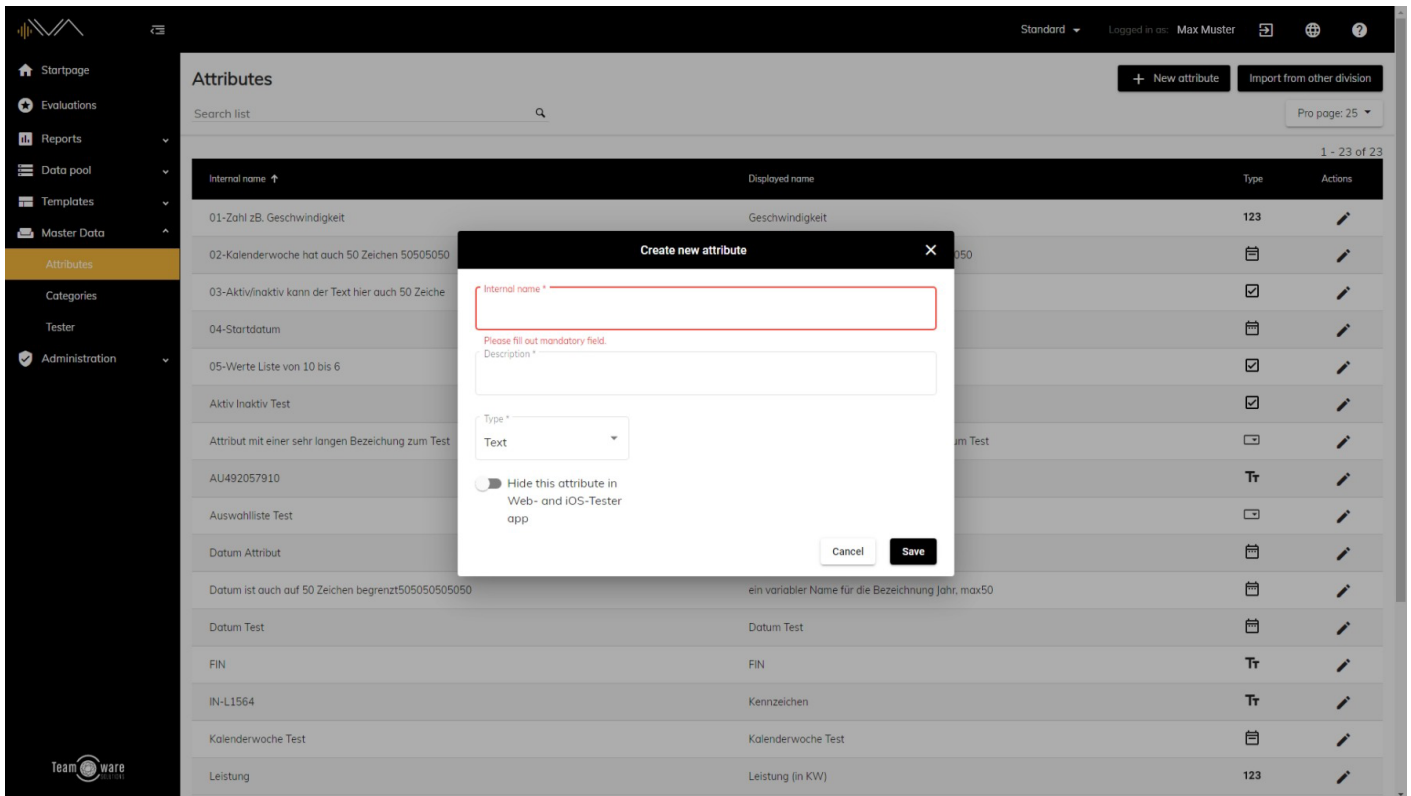 Standard
Logged in as: Max Muster
Startpage
Evaluations
Reports
Data pool
Templates
Master Data
Attributes
Categories
Tester
Administration
Team ware
SOLUTIONS
Attributes
+ New attribute
Import from other division
Search list
Pro page: 25
1 - 23 of 23
Internal name Displayed name Type Actions
01-Zahl zB. Geschwindigkeit Geschwindigkeit 123
02-Kalenderwoche hat auch 50 Zeichen 50505050 050
03-Aktiv/inaktiv kann der Text hier auch 50 Zeiche
04-Startdatum
05-Werte Liste von 10 bis 6
Aktiv Inaktiv Test
Attribut mit einer sehr langen Bezeichung zum Test um Test
AU492057910 Tт
Auswahlliste Test
Datum Attribut
Datum ist auch auf 50 Zeichen begrenzt505050505050 ein variabler Name für die Bezeichnung Jahr, max50
Datum Test Datum Test
FIN FIN Tт
IN-L1564 Kennzeichen Tт
Kalenderwoche Test Kalenderwoche Test
Leistung Leistung (in KW) 123
Create new attribute
Internal name *
Please fill out mandatory field.
Description *
Type *
Text
Hide this attribute in
Web- and iOS-Tester
app
Cancel
Save